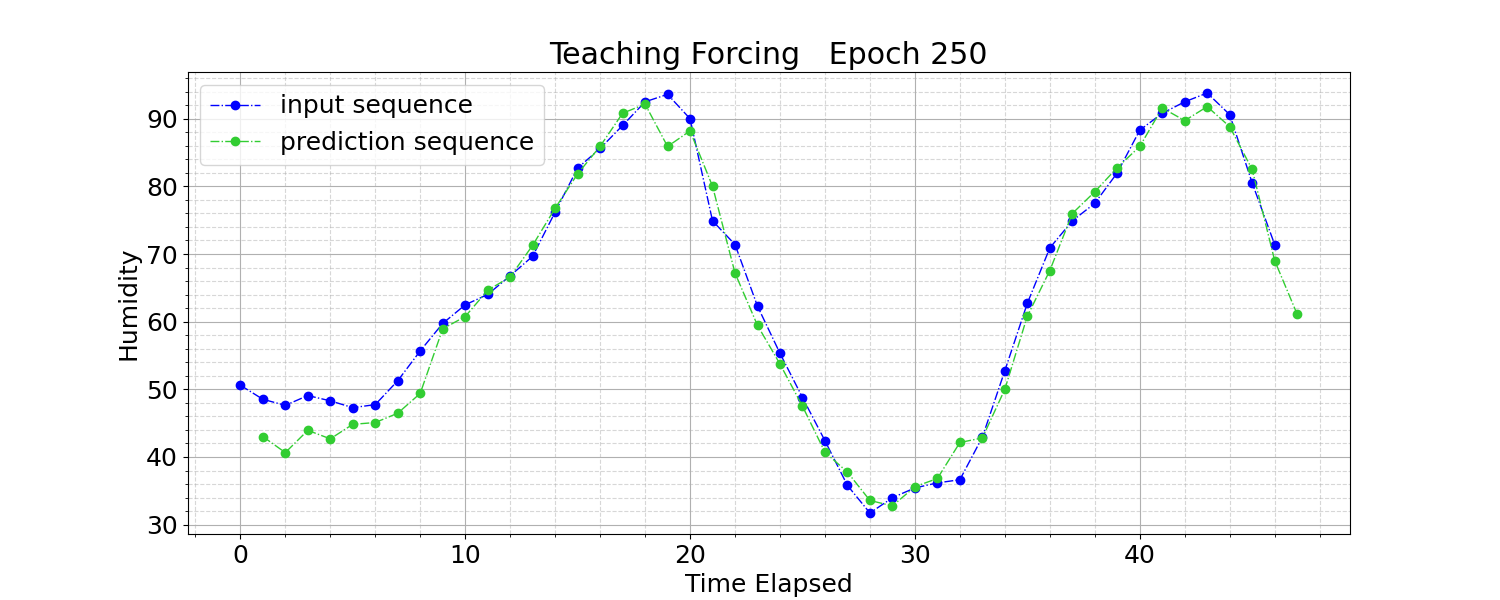 Teaching Forcing   Epoch 250
input sequence
prediction sequence
Humidity
90
80
70
60
50
40
30
0 10 20 30 40
Time Elapsed